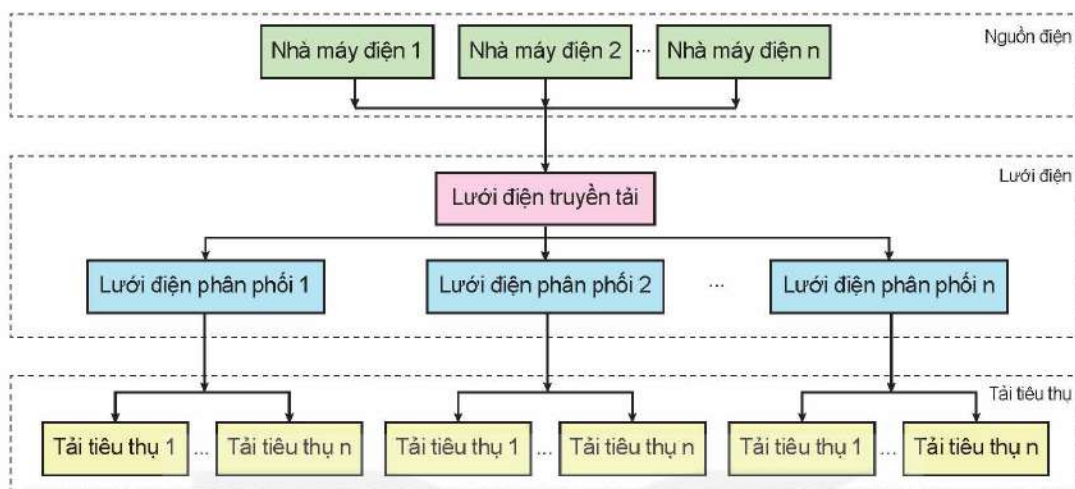 Nguồn điện
Nhà máy điện 1
Nhà máy điện 2
...
Nhà máy điện n
Lưới điện
Lưới điện truyền tải
Lưới điện phân phối 1
Lưới điện phân phối 2
...
Lưới điện phân phối n
Tải tiêu thụ
Tải tiêu thụ 1
...
Tải tiêu thụ n
Tải tiêu thụ 1
...
Tải tiêu thụ n
Tải tiêu thụ 1
...
Tải tiêu thụ n